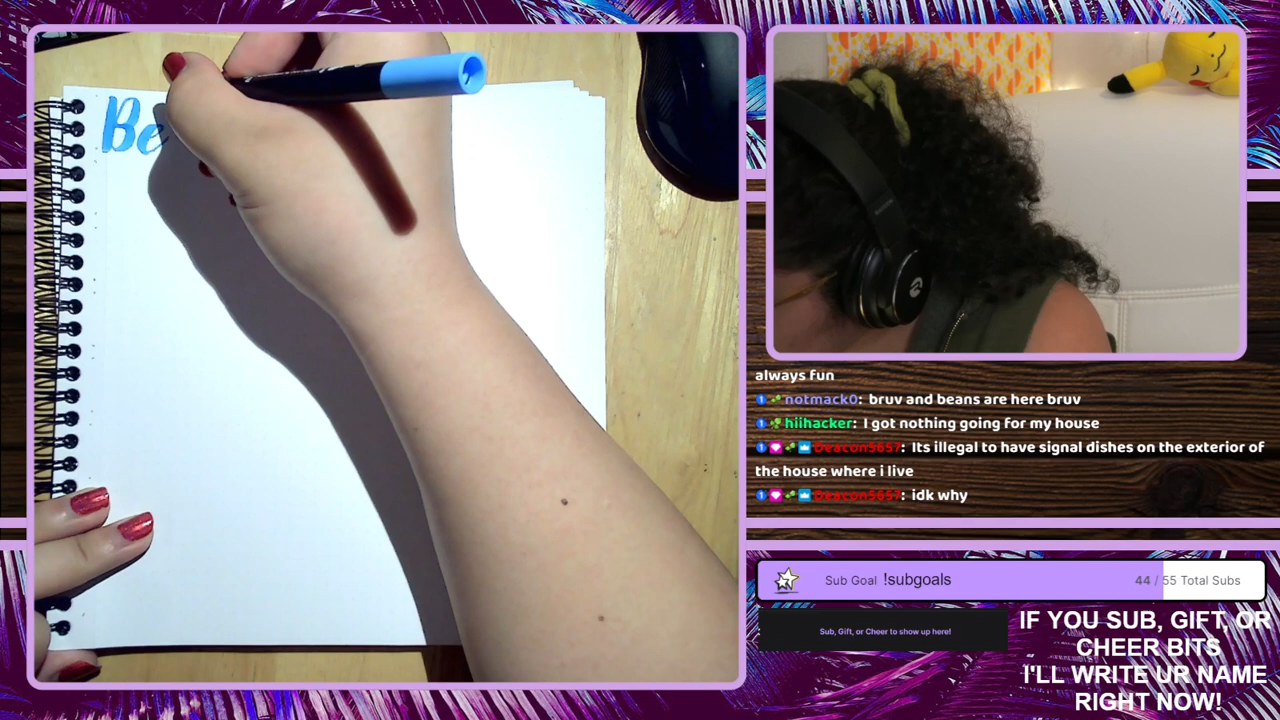 Be
always fun
notmack0: bruv and beans are here bruv
hiihacker: I got nothing going for my house
Deacon5657: Its illegal to have signal dishes on the exterior of
the house where i live
Deacon5657: idk why
Sub Goal !subgoals 44 / 55 Total Subs
Sub, Gift, or Cheer to show up here!
IF YOU SUB, GIFT, OR
CHEER BITS
I'LL WRITE UR NAME
RIGHT NOW!